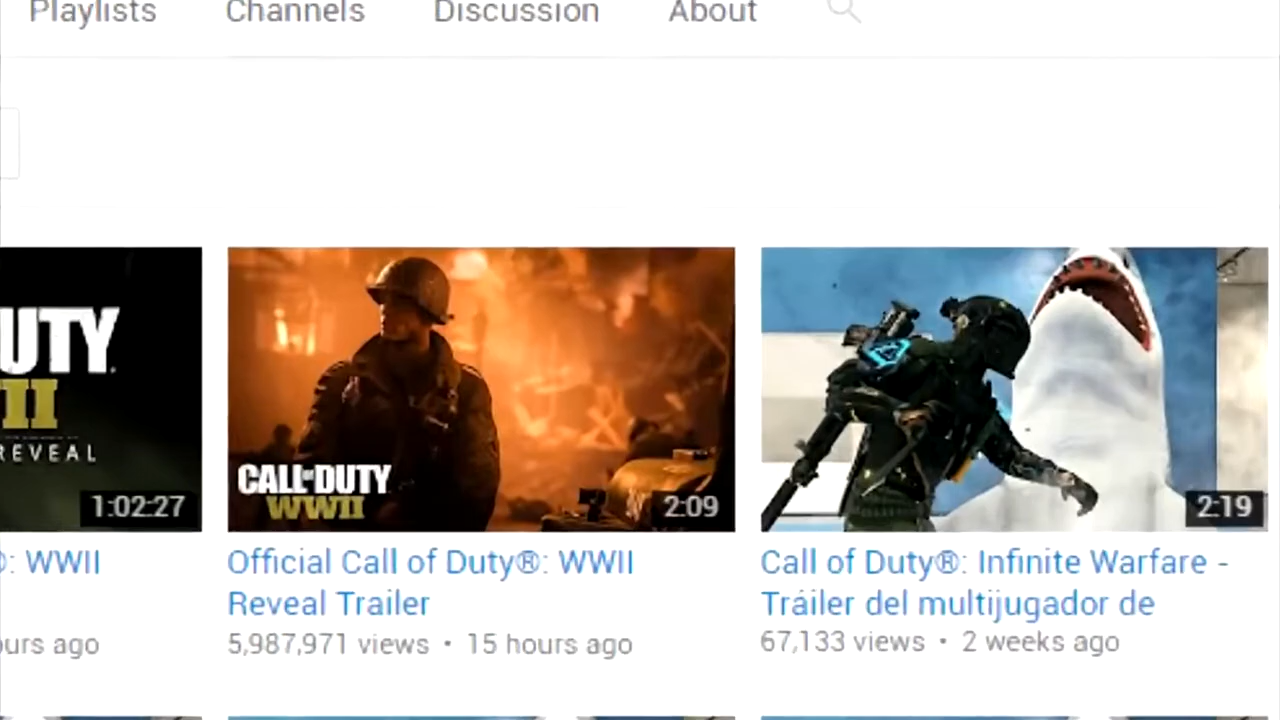 Playlists Channels Discussion About
UTY
II
REVEAL
1:02:27
CALL OF DUTY
WWII
2:09
2:19
: WWII
Official Call of Duty®: WWII
Reveal Trailer
Call of Duty®: Infinite Warfare -
Tráiler del multijugador de
urs ago
5,987,971 views • 15 hours ago
67,133 views • 2 weeks ago